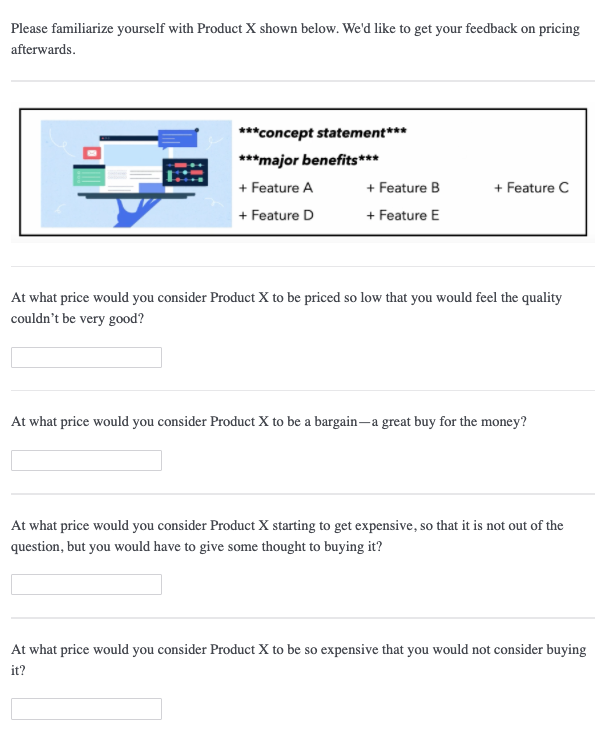 Please familiarize yourself with Product X shown below. We'd like to get your feedback on pricing
afterwards.
***concept statement***
***major benefits***
+ Feature A + Feature B + Feature C
+ Feature D + Feature E
At what price would you consider Product X to be priced so low that you would feel the quality
couldn’t be very good?
At what price would you consider Product X to be a bargain—a great buy for the money?
At what price would you consider Product X starting to get expensive, so that it is not out of the
question, but you would have to give some thought to buying it?
At what price would you consider Product X to be so expensive that you would not consider buying
it?